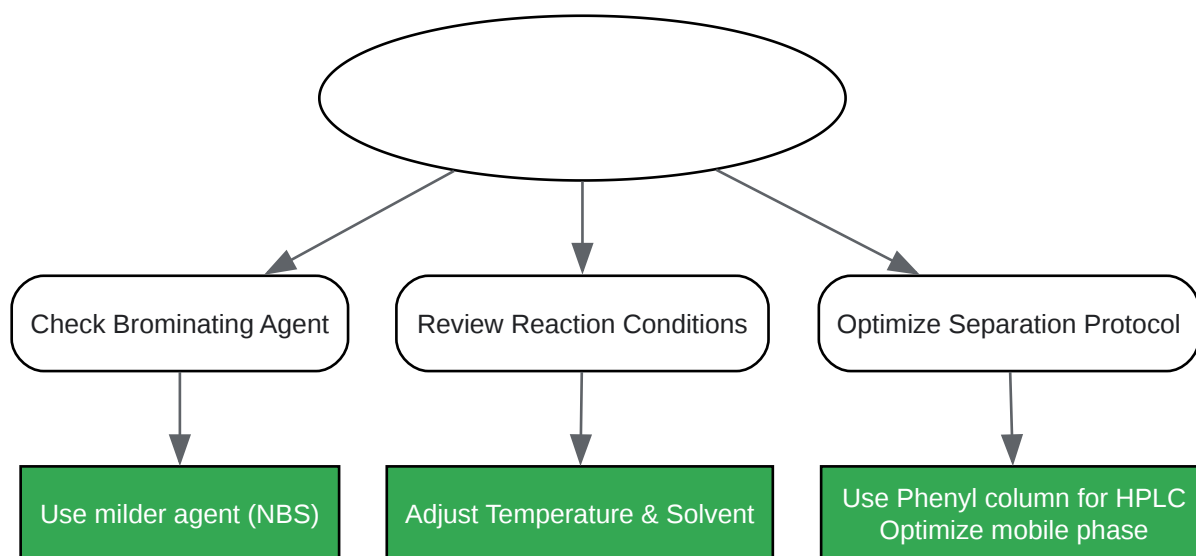 Check Brominating Agent
Review Reaction Conditions
Optimize Separation Protocol
Use milder agent (NBS)
Adjust Temperature & Solvent
Use Phenyl column for HPLC
Optimize mobile phase